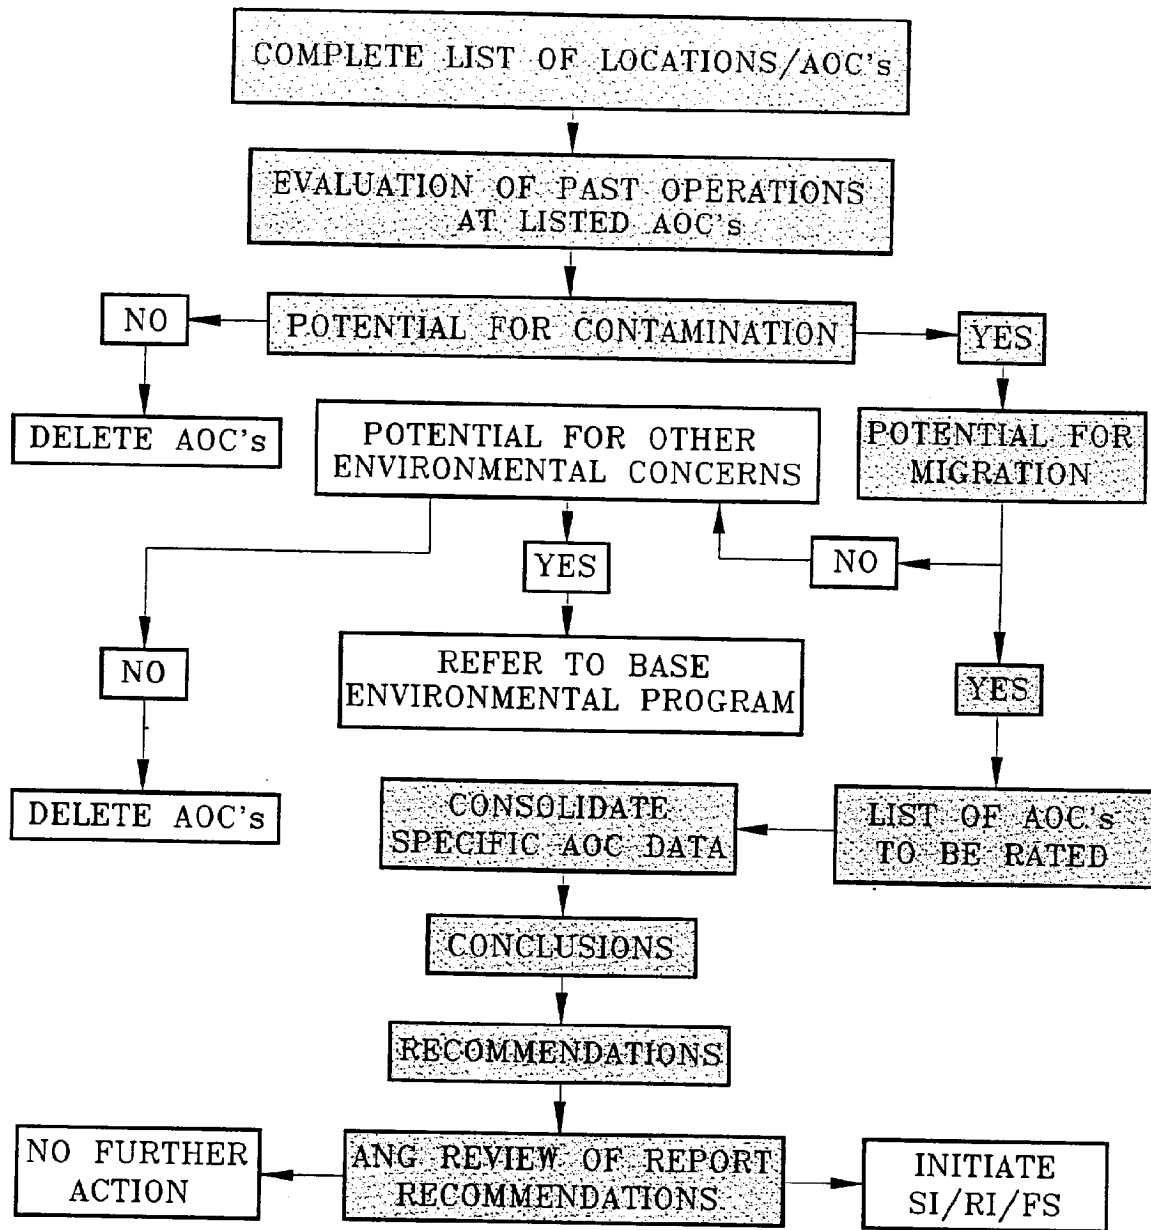 COMPLETE LIST OF LOCATIONS/AOC's
EVALUATION OF PAST OPERATIONS
AT LISTED AOC's
NO
POTENTIAL FOR CONTAMINATION
YES
DELETE AOC's
POTENTIAL FOR OTHER
ENVIRONMENTAL CONCERNS
POTENTIAL FOR
MIGRATION
YES
NO
NO
REFER TO BASE
ENVIRONMENTAL PROGRAM
YES
DELETE AOC's
CONSOLIDATE
SPECIFIC AOC DATA
LIST OF AOC's
TO BE RATED
CONCLUSIONS
RECOMMENDATIONS
NO FURTHER
ACTION
ANG REVIEW OF REPORT
RECOMMENDATIONS
INITIATE
SI/RI/FS